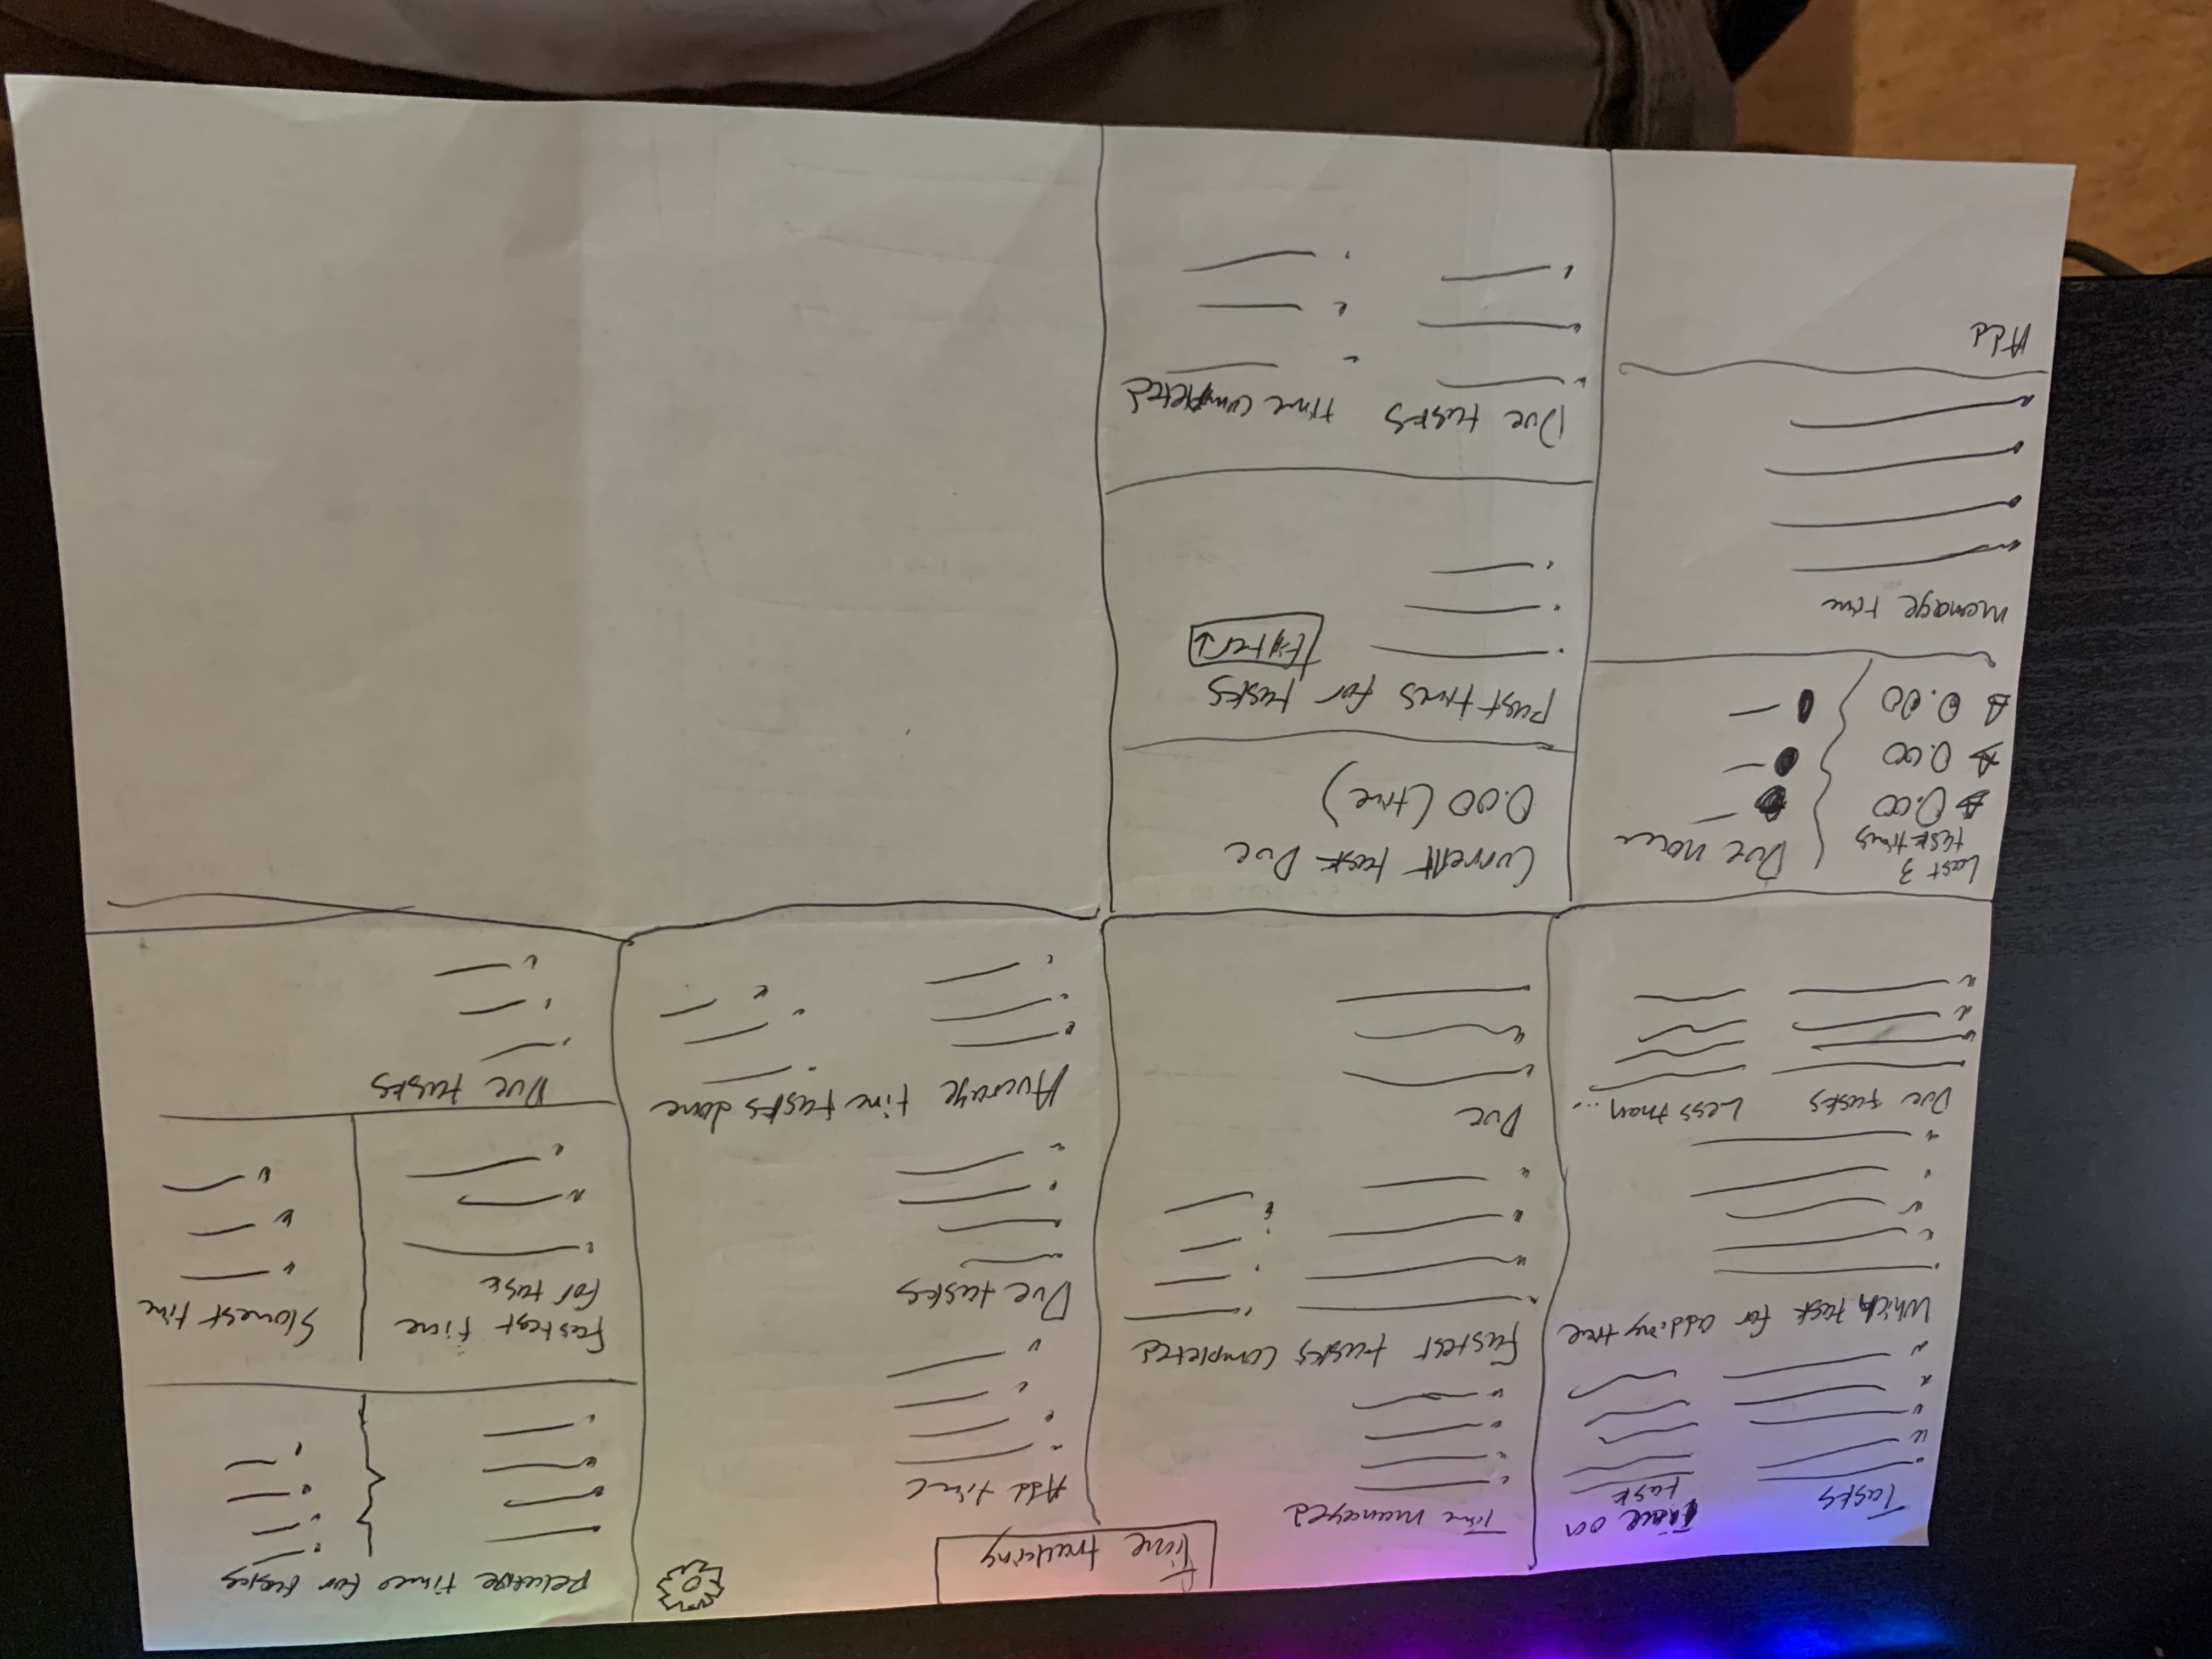 Time tracking
Tasks
Time on
task
Which task for adding time
Due tasks Less than...
Time managed
Fastest tasks completed
Due
Add time
Due tasks
Average time tasks done
Relative times for tasks
Fastest time
for task
Slowest time
Due tasks
Last 3
task times
Due now
0.00
0.00
0.00
Manage time
Add
Current task Due
0.00 (time)
Past times for tasks
Due tasks time completed